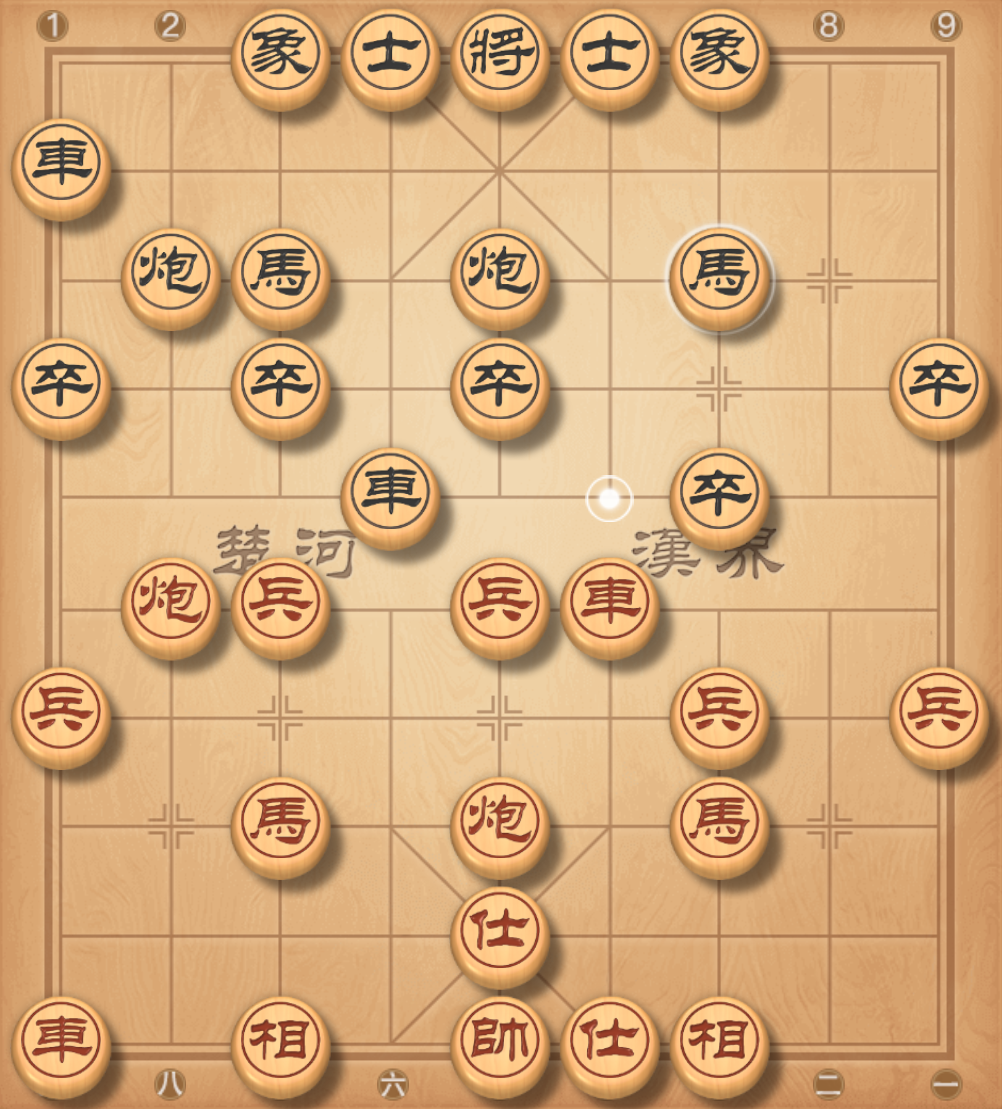 1 2 象 士 將 士 象 8 9
車
炮 馬 炮 馬
卒 卒 卒 卒
車 卒
楚河 漢界
炮 兵 兵 車
兵 兵 兵
馬 炮 馬
仕
車 相 帥 仕 相
八 六 二 一